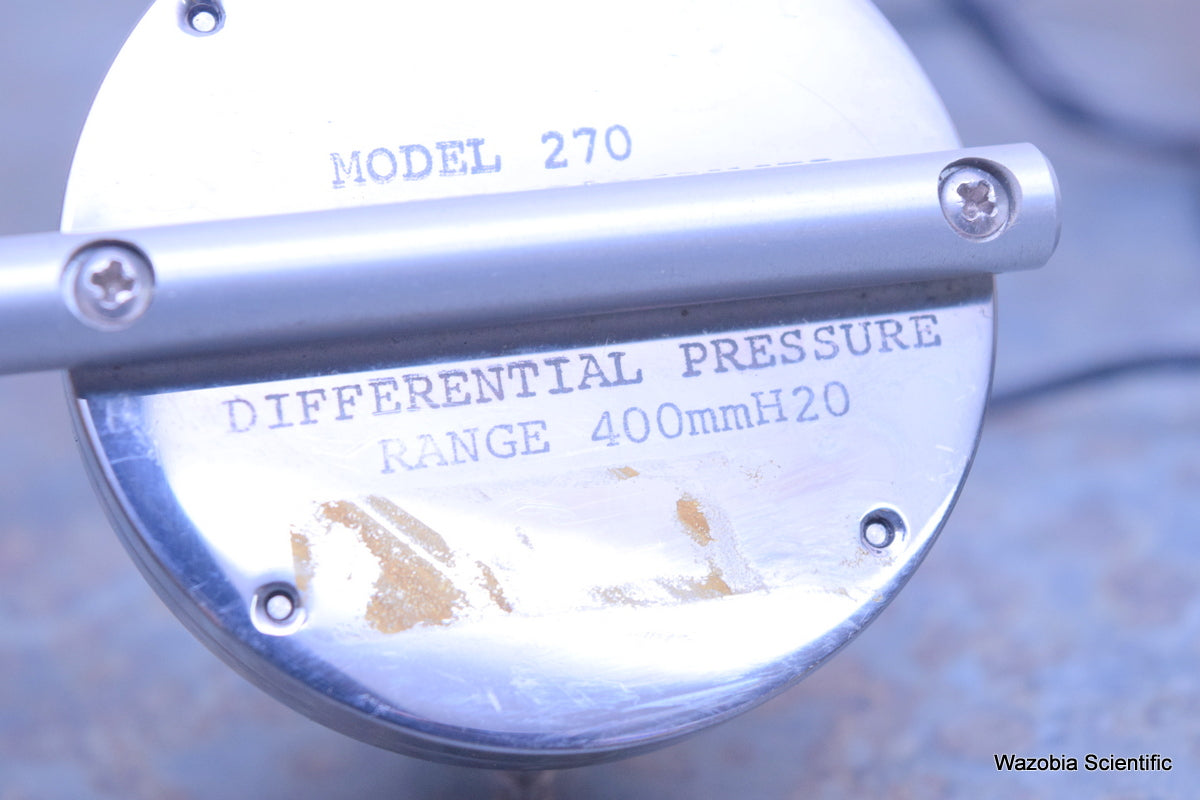 MODEL 270
DIFFERENTIAL PRESSURE
RANGE 400mmH20
Wazobia Scientific